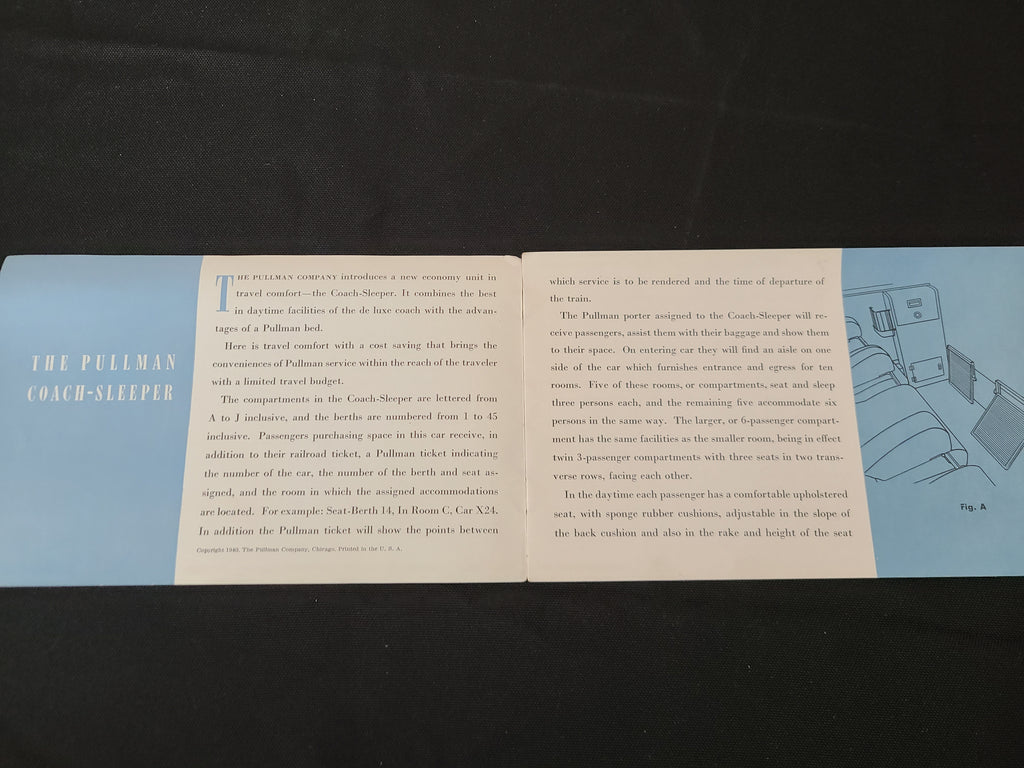 THE PULLMAN
COACH-SLEEPER
THE PULLMAN COMPANY introduces a new economy unit in
travel comfort—the Coach-Sleeper. It combines the best
in daytime facilities of the de luxe coach with the advan-
tages of a Pullman bed.
Here is travel comfort with a cost saving that brings the
conveniences of Pullman service within the reach of the traveler
with a limited travel budget.
The compartments in the Coach-Sleeper are lettered from
A to J inclusive, and the berths are numbered from 1 to 45
inclusive. Passengers purchasing space in this car receive, in
addition to their railroad ticket, a Pullman ticket indicating
the number of the car, the number of the berth and seat as-
signed, and the room in which the assigned accommodations
are located. For example: Seat-Berth 14, In Room C, Car X24.
In addition the Pullman ticket will show the points between
Copyright 1940, The Pullman Company, Chicago. Printed in the U. S. A.
which service is to be rendered and the time of departure of
the train.
The Pullman porter assigned to the Coach-Sleeper will re-
ceive passengers, assist them with their baggage and show them
to their space. On entering car they will find an aisle on one
side of the car which furnishes entrance and egress for ten
rooms. Five of these rooms, or compartments, seat and sleep
three persons each, and the remaining five accommodate six
persons in the same way. The larger, or 6-passenger compart-
ment has the same facilities as the smaller room, being in effect
twin 3-passenger compartments with three seats in two trans-
verse rows, facing each other.
In the daytime each passenger has a comfortable upholstered
seat, with sponge rubber cushions, adjustable in the slope of
the back cushion and also in the rake and height of the seat
Fig. A